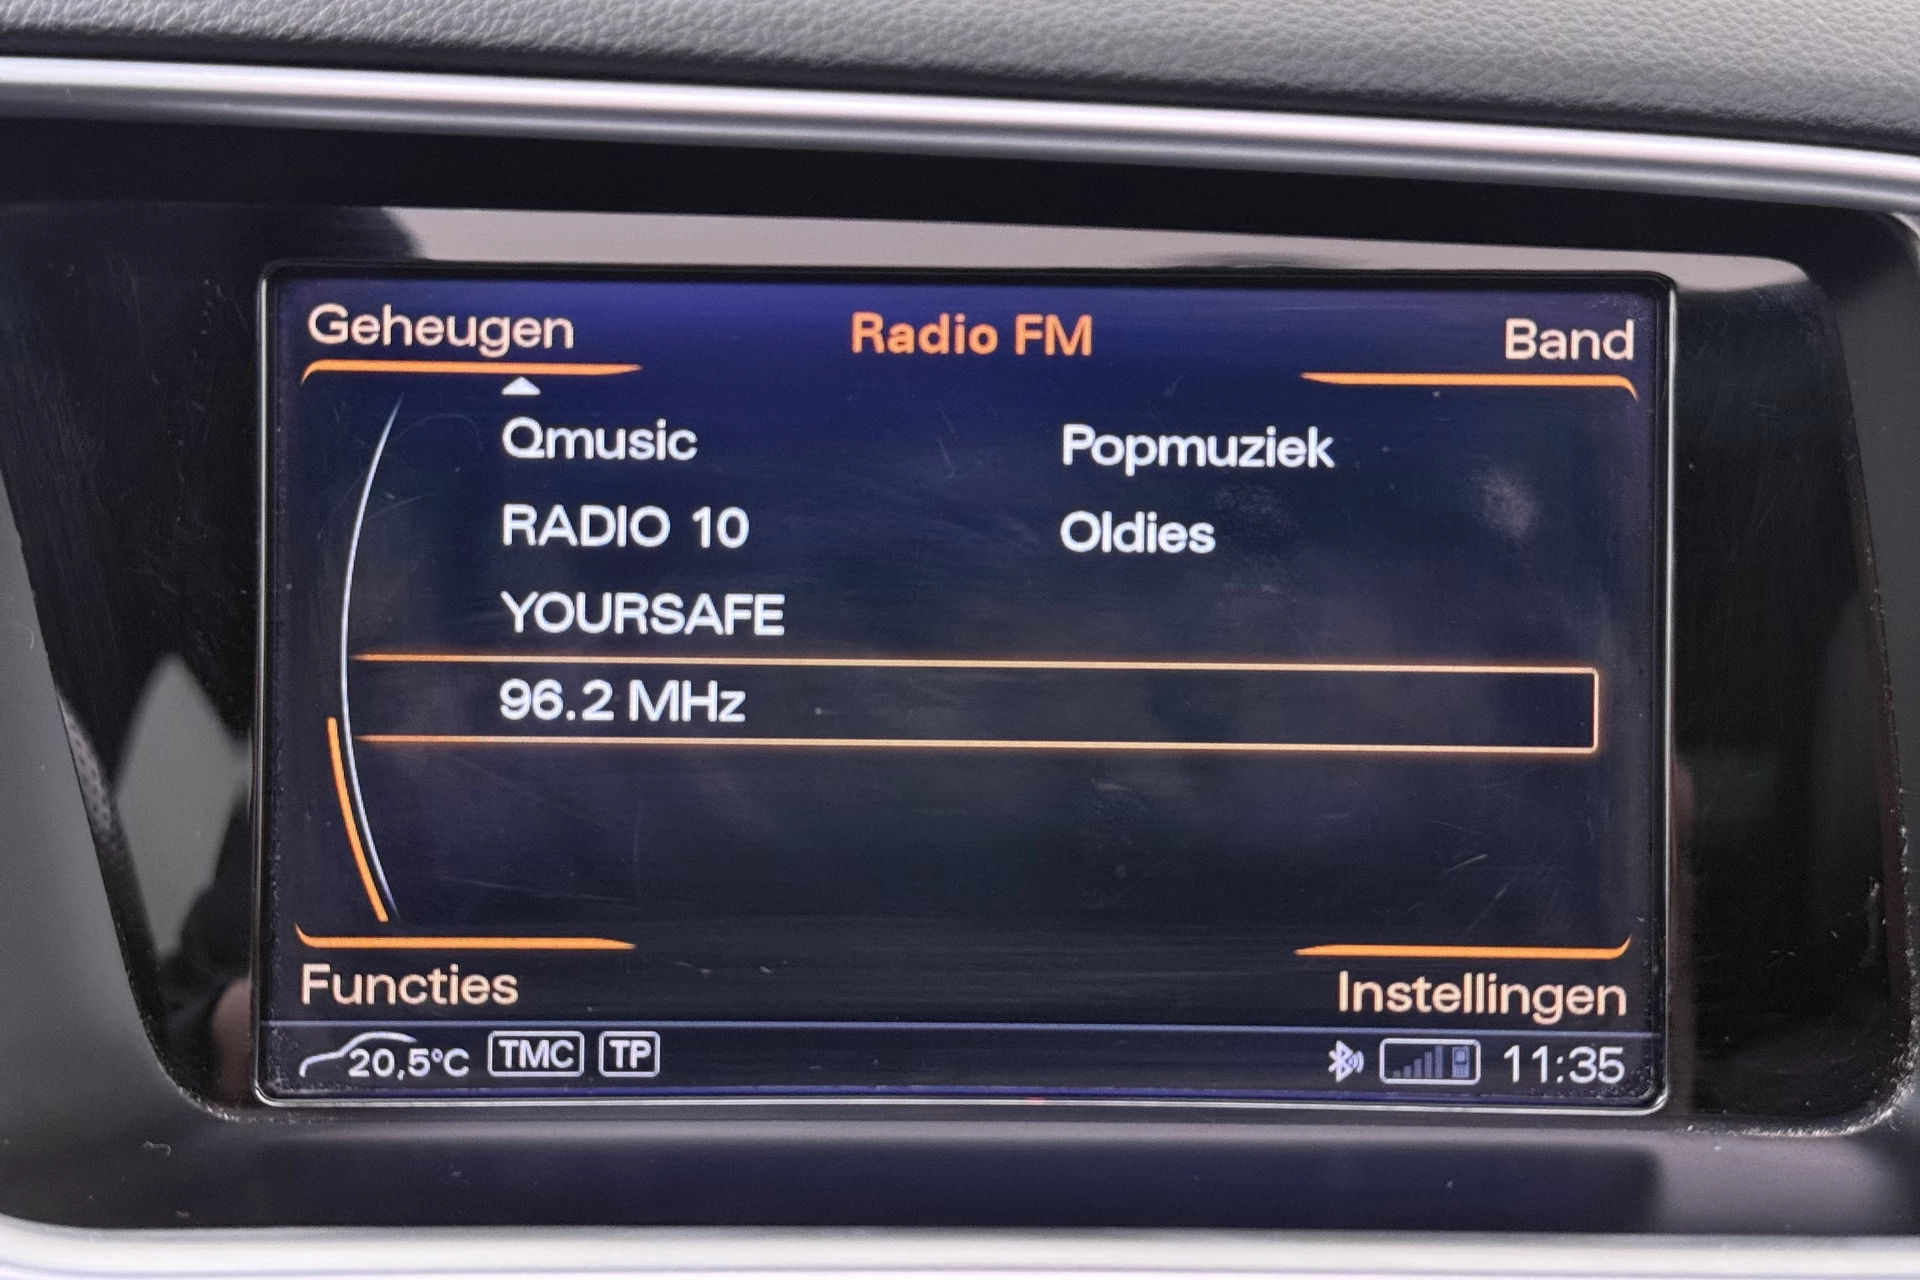 Geheugen Radio FM Band
Qmusic Popmuziek
RADIO 10 Oldies
YOURSAFE
96.2 MHz
Functies Instellingen
20,5°C TMC TP 11:35